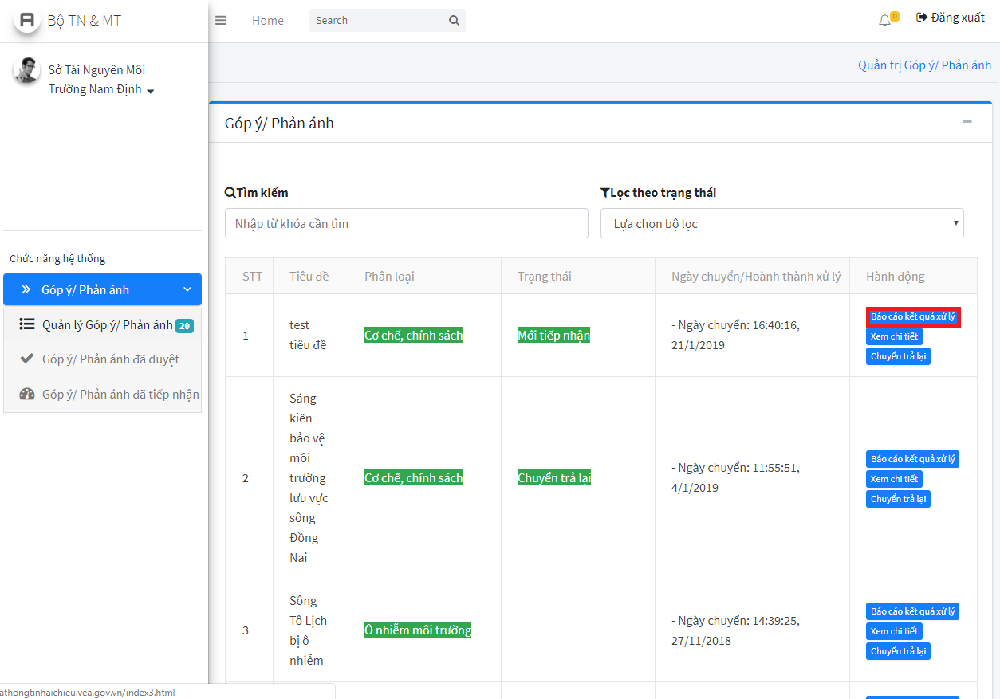 Bộ TN & MT
Home
Search
0
Đăng xuất
Sở Tài Nguyên Môi
Trường Nam Định
Quản trị Góp ý/ Phản ánh
Góp ý/ Phản ánh
Tìm kiếm
Lọc theo trạng thái
Nhập từ khóa cần tìm
Lựa chọn bộ lọc
Chức năng hệ thống
Góp ý/ Phản ánh
Quản lý Góp ý/ Phản ánh 20
Góp ý/ Phản ánh đã duyệt
Góp ý/ Phản ánh đã tiếp nhận
STT
Tiêu đề
Phân loại
Trạng thái
Ngày chuyển/Hoành thành xử lý
Hành động
1
test
tiêu đề
Cơ chế, chính sách
Mới tiếp nhận
- Ngày chuyển: 16:40:16,
21/1/2019
Báo cáo kết quả xử lý
Xem chi tiết
Chuyển trả lại
2
Sáng
kiến
bảo vệ
môi
trường
lưu vực
sông
Đồng
Nai
Cơ chế, chính sách
Chuyển trả lại
- Ngày chuyển: 11:55:51,
4/1/2019
Báo cáo kết quả xử lý
Xem chi tiết
Chuyển trả lại
3
Sông
Tô Lịch
bị ô
nhiễm
Ô nhiễm môi trường
- Ngày chuyển: 14:39:25,
27/11/2018
Báo cáo kết quả xử lý
Xem chi tiết
Chuyển trả lại
athongtinhaichieu.vea.gov.vn/index3.html